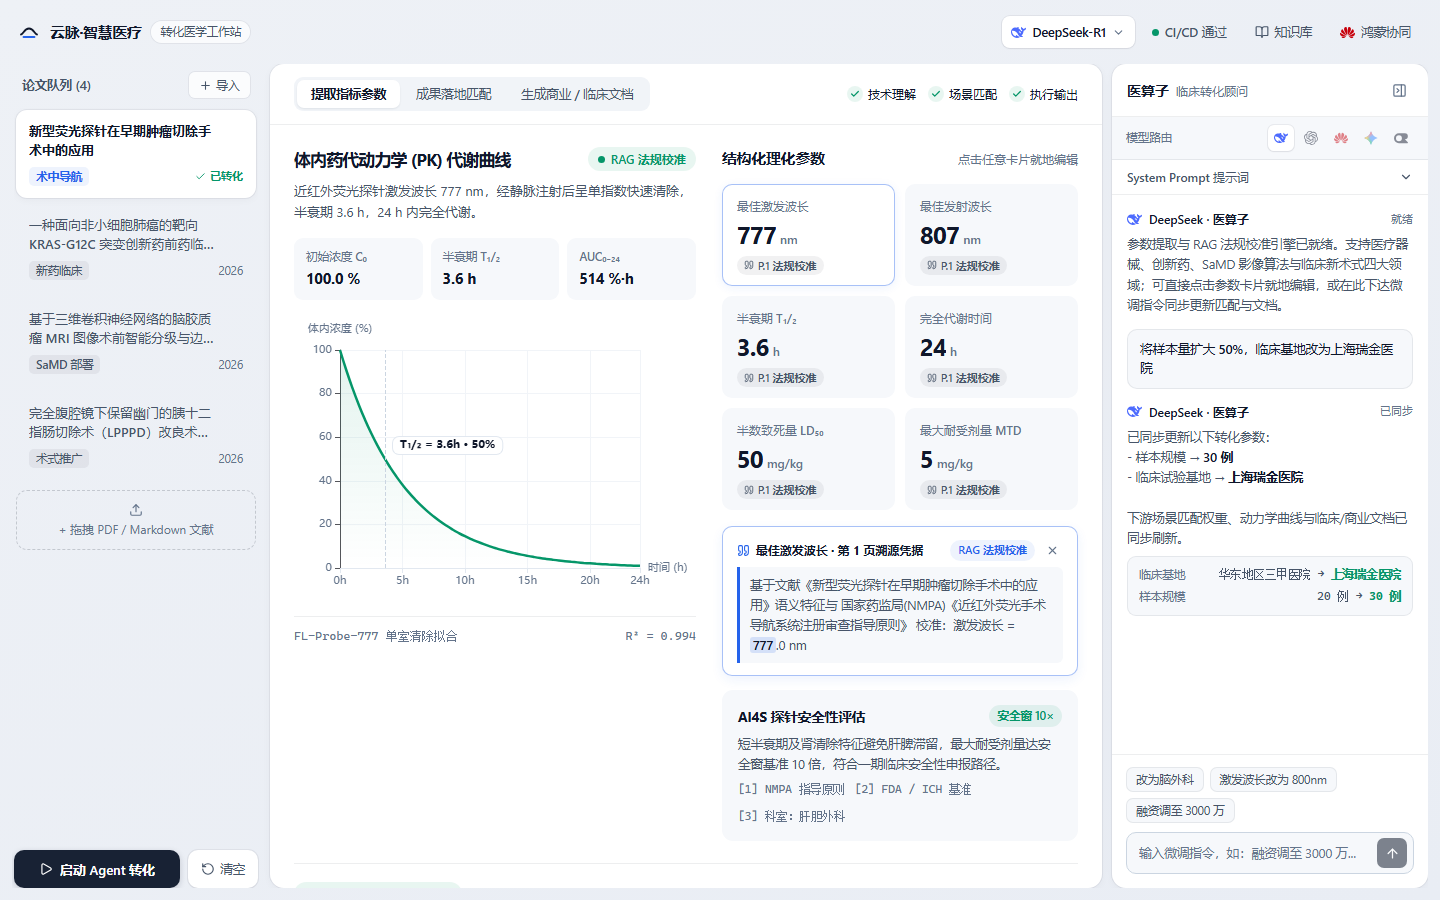 云脉·智慧医疗
转化医学工作站
DeepSeek-R1
CI/CD 通过
知识库
鸿蒙协同
论文队列 (4)
导入
新型荧光探针在早期肿瘤切除手
术中的应用
术中导航
已转化
一种面向非小细胞肺癌的靶向
KRAS-G12C 突变创新药前药临...
新药临床
2026
基于三维卷积神经网络的脑胶质
瘤 MRI 图像术前智能分级与边...
SaMD 部署
2026
完全腹腔镜下保留幽门的胰十二
指肠切除术（LPPPD）改良术...
术式推广
2026
+ 拖拽 PDF / Markdown 文献
启动 Agent 转化
清空
提取指标参数
成果落地匹配
生成商业 / 临床文档
技术理解
场景匹配
执行输出
体内药代动力学 (PK) 代谢曲线
RAG 法规校准
近红外荧光探针激发波长 777 nm，经静脉注射后呈单指数快速清除，
半衰期 3.6 h，24 h 内完全代谢。
初始浓度 C₀
100.0 %
半衰期 T₁/₂
3.6 h
AUC₀₋₂₄
514 %·h
体内浓度 (%)
100
80
60
40
20
0
T₁/₂ = 3.6h • 50%
0h
5h
10h
15h
20h
24h
时间 (h)
FL-Probe-777 单室清除拟合
R² = 0.994
结构化理化参数
点击任意卡片就地编辑
最佳激发波长
777 nm
P.1 法规校准
最佳发射波长
807 nm
P.1 法规校准
半衰期 T₁/₂
3.6 h
P.1 法规校准
完全代谢时间
24 h
P.1 法规校准
半数致死量 LD₅₀
50 mg/kg
P.1 法规校准
最大耐受剂量 MTD
5 mg/kg
P.1 法规校准
最佳激发波长 · 第 1 页溯源凭据
RAG 法规校准
基于文献《新型荧光探针在早期肿瘤切除手术中的应
用》语义特征与 国家药监局(NMPA)《近红外荧光手术
导航系统注册审查指导原则》 校准：激发波长 =
777.0 nm
AI4S 探针安全性评估
安全窗 10×
短半衰期及肾清除特征避免肝脾滞留，最大耐受剂量达安
全窗基准 10 倍，符合一期临床安全性申报路径。
[1] NMPA 指导原则 [2] FDA / ICH 基准
[3] 科室：肝胆外科
医算子
临床转化顾问
模型路由
System Prompt 提示词
DeepSeek · 医算子
就绪
参数提取与 RAG 法规校准引擎已就绪。支持医疗器
械、创新药、SaMD 影像算法与临床新术式四大领
域；可直接点击参数卡片就地编辑，或在此下达微
调指令同步更新匹配与文档。
将样本量扩大 50%，临床基地改为上海瑞金医
院
DeepSeek · 医算子
已同步
已同步更新以下转化参数：
- 样本规模 → 30 例
- 临床试验基地 → 上海瑞金医院
下游场景匹配权重、动力学曲线与临床/商业文档已
同步刷新。
临床基地
华东地区三甲医院 → 上海瑞金医院
样本规模
20 例 → 30 例
改为脑外科
激发波长改为 800nm
融资调至 3000 万
输入微调指令，如：融资调至 3000 万...